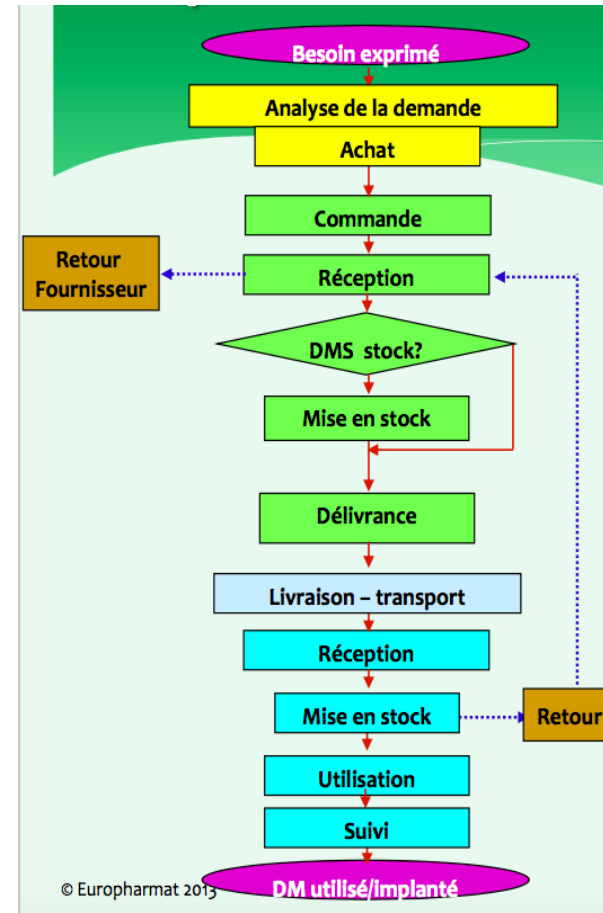 Besoin exprimé
Analyse de la demande
Achat
Commande
Retour
Fournisseur
Réception
DMS stock?
Mise en stock
Délivrance
Livraison – transport
Réception
Mise en stock
Retour
Utilisation
Suivi
© Europharmat 2013
DM utilisé/implanté